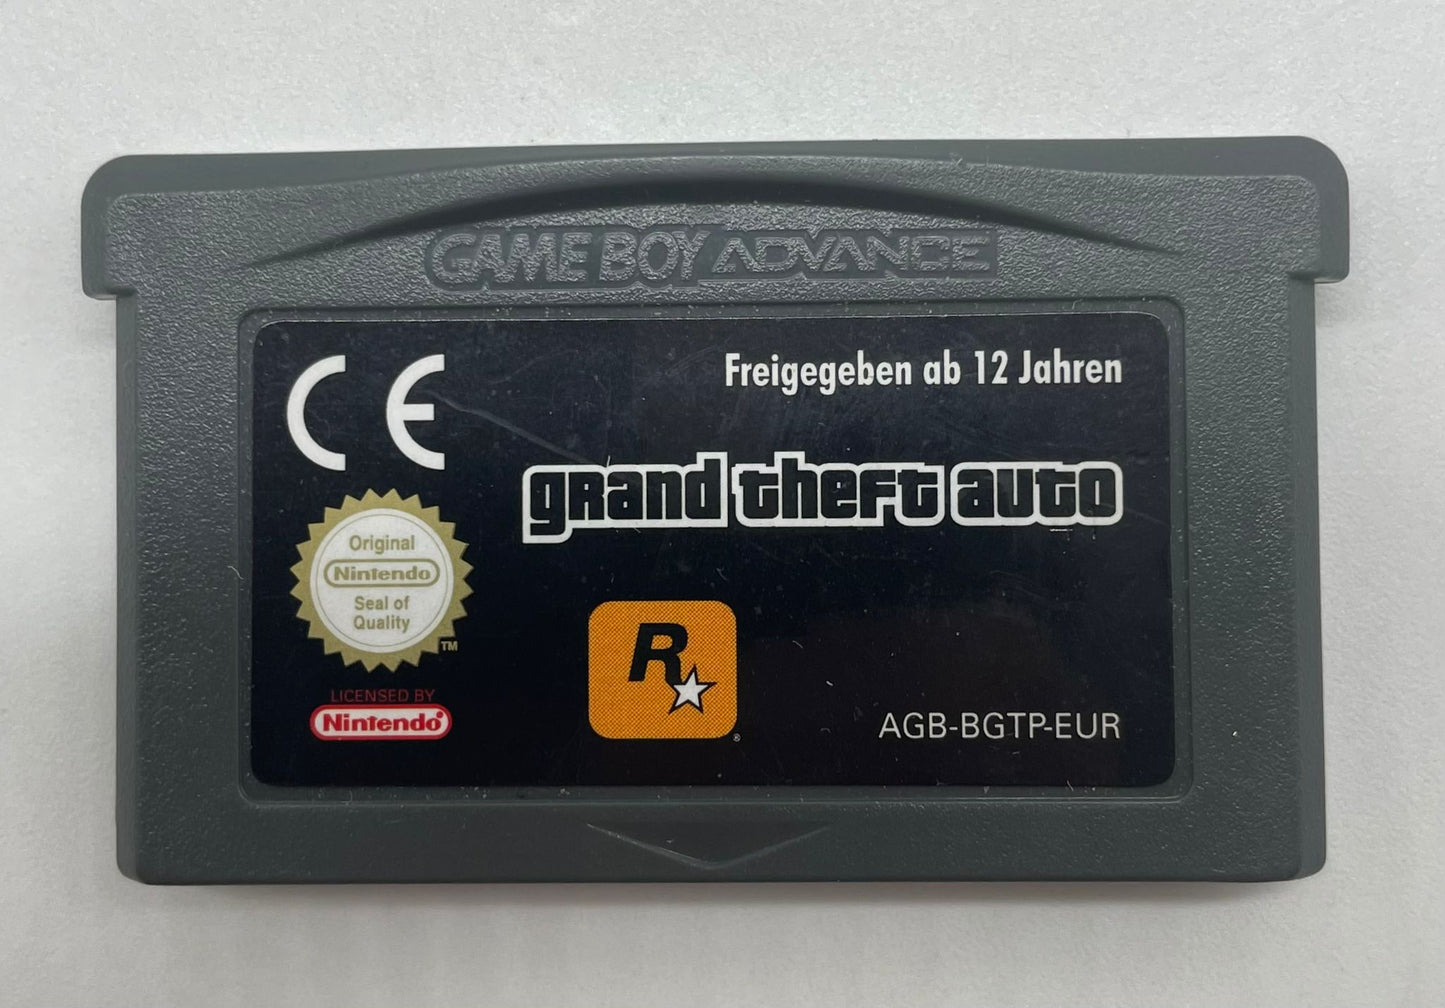 GAME BOY ADVANCE
CE
Freigegeben ab 12 Jahren
grand theft auto
Original
Nintendo
Seal of
Quality
TM
LICENSED BY
Nintendo®
R
®
AGB-BGTP-EUR